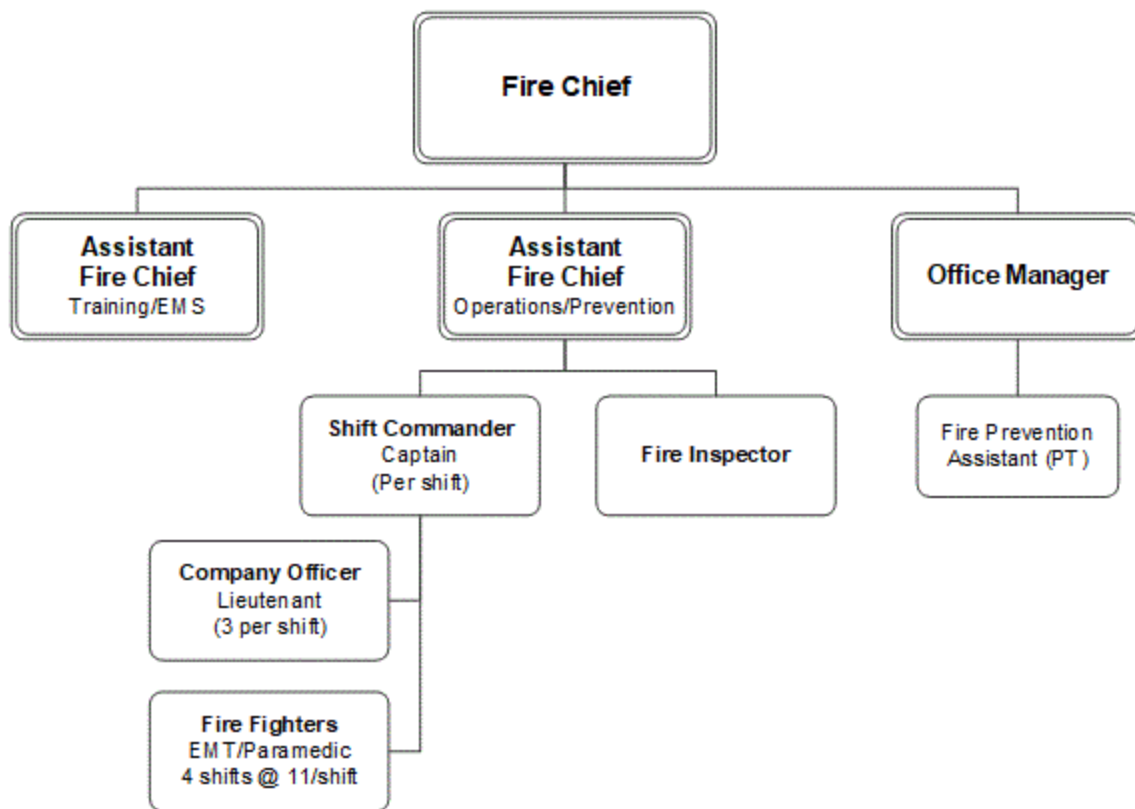 Fire Chief
Assistant
Fire Chief
Training/EMS
Assistant
Fire Chief
Operations/Prevention
Office Manager
Shift Commander
Captain
(Per shift)
Fire Inspector
Fire Prevention
Assistant (PT)
Company Officer
Lieutenant
(3 per shift)
Fire Fighters
EMT/Paramedic
4 shifts @ 11/shift